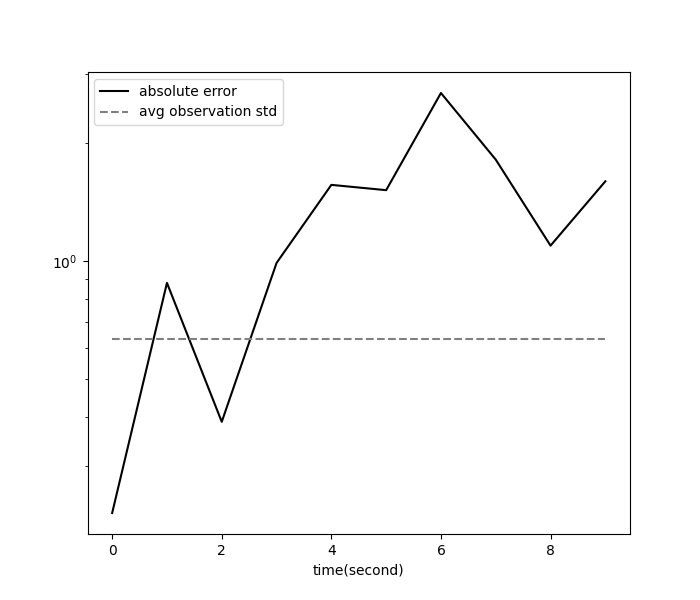 absolute error
avg observation std
10⁰
0 2 4 6 8
time(second)